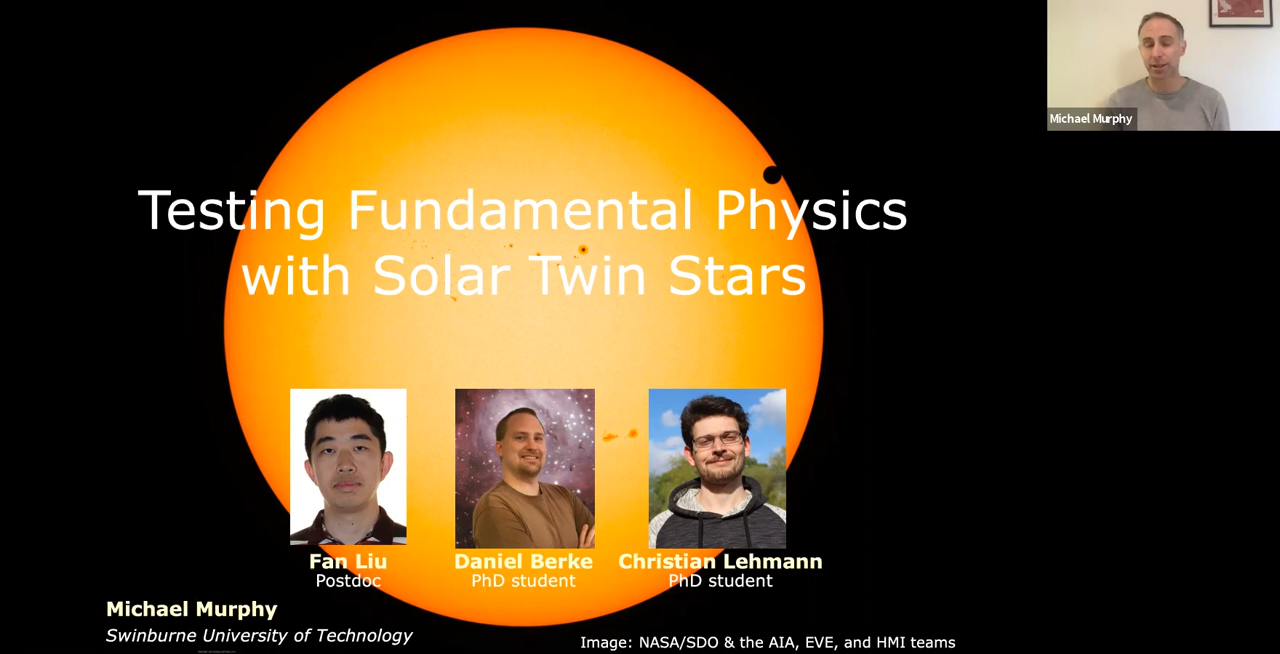 Michael Murphy
Testing Fundamental Physics
with Solar Twin Stars
Fan Liu
Postdoc
Daniel Berke
PhD student
Christian Lehmann
PhD student
Michael Murphy
Swinburne University of Technology
Image: NASA/SDO & the AIA, EVE, and HMI teams